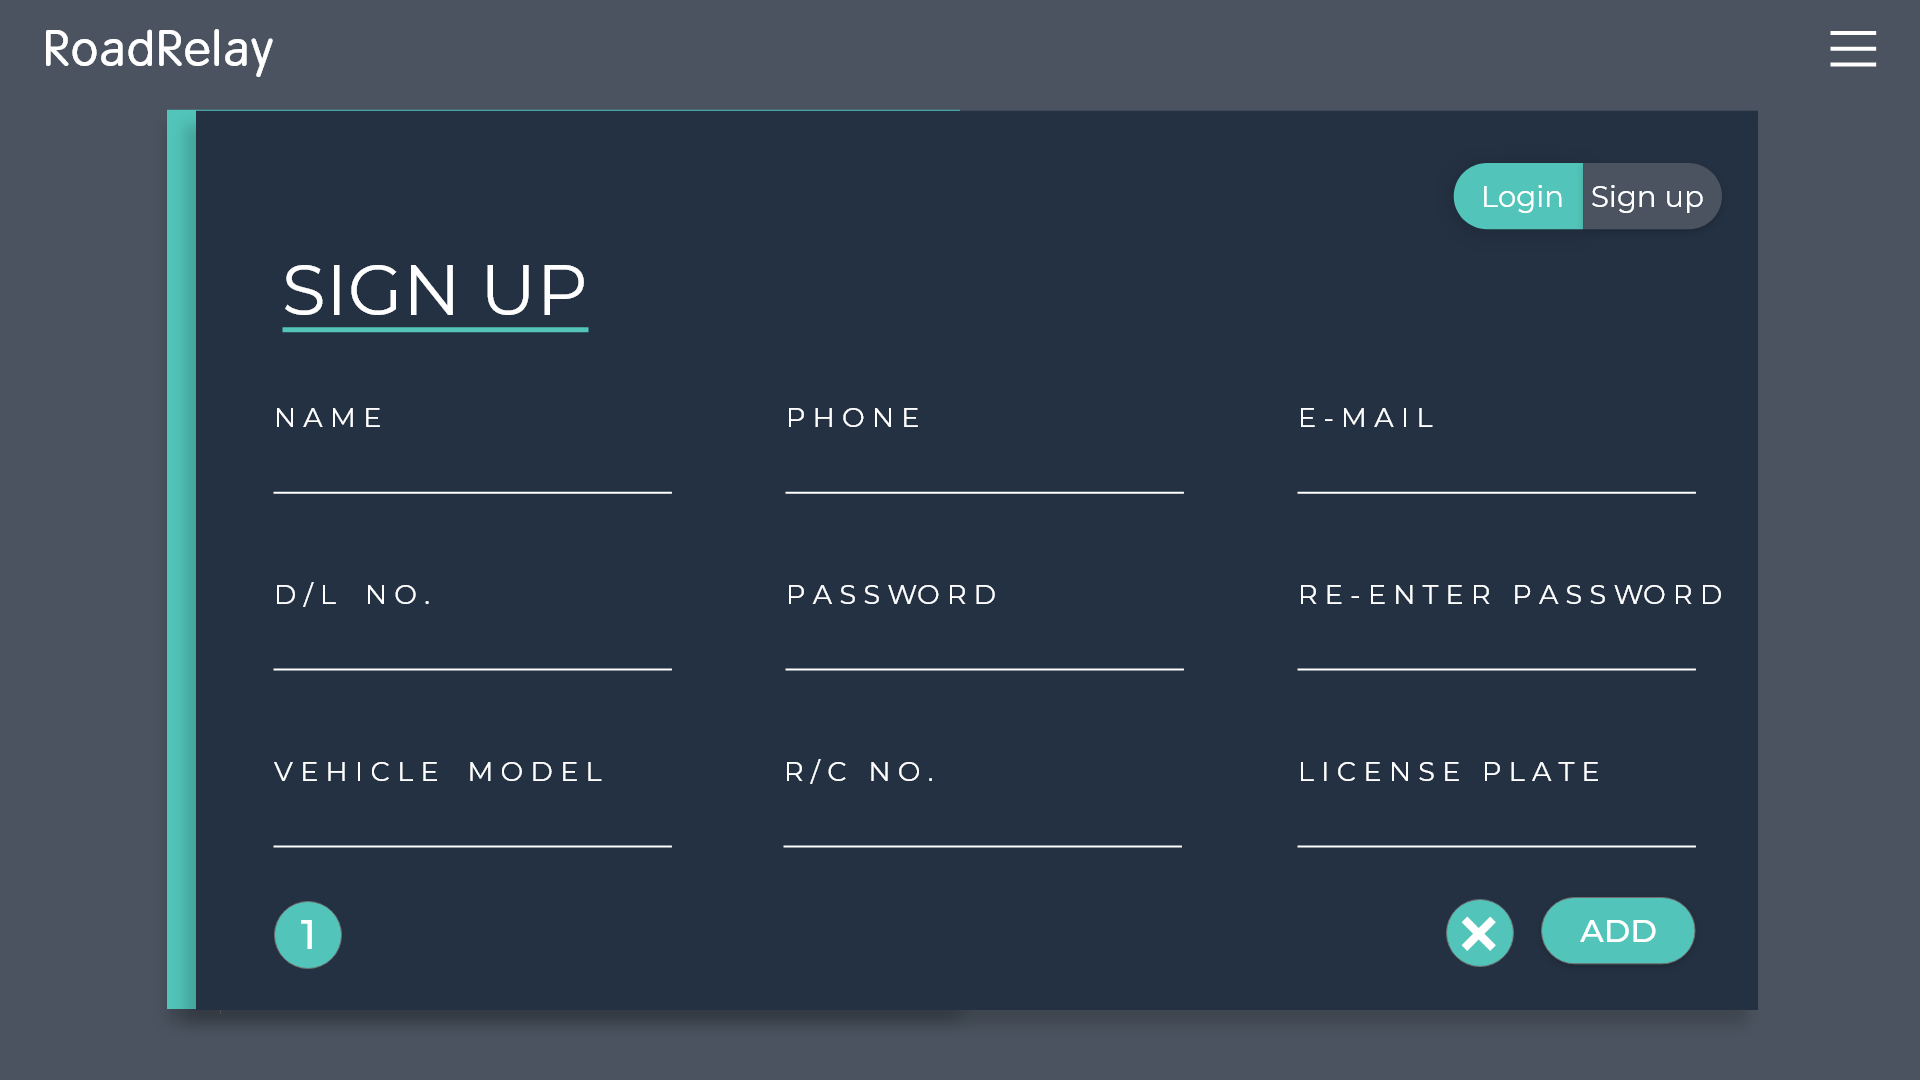 RoadRelay
Login Sign up
SIGN UP
NAME PHONE E-MAIL
D/L NO. PASSWORD RE-ENTER PASSWORD
VEHICLE MODEL R/C NO. LICENSE PLATE
1 ADD